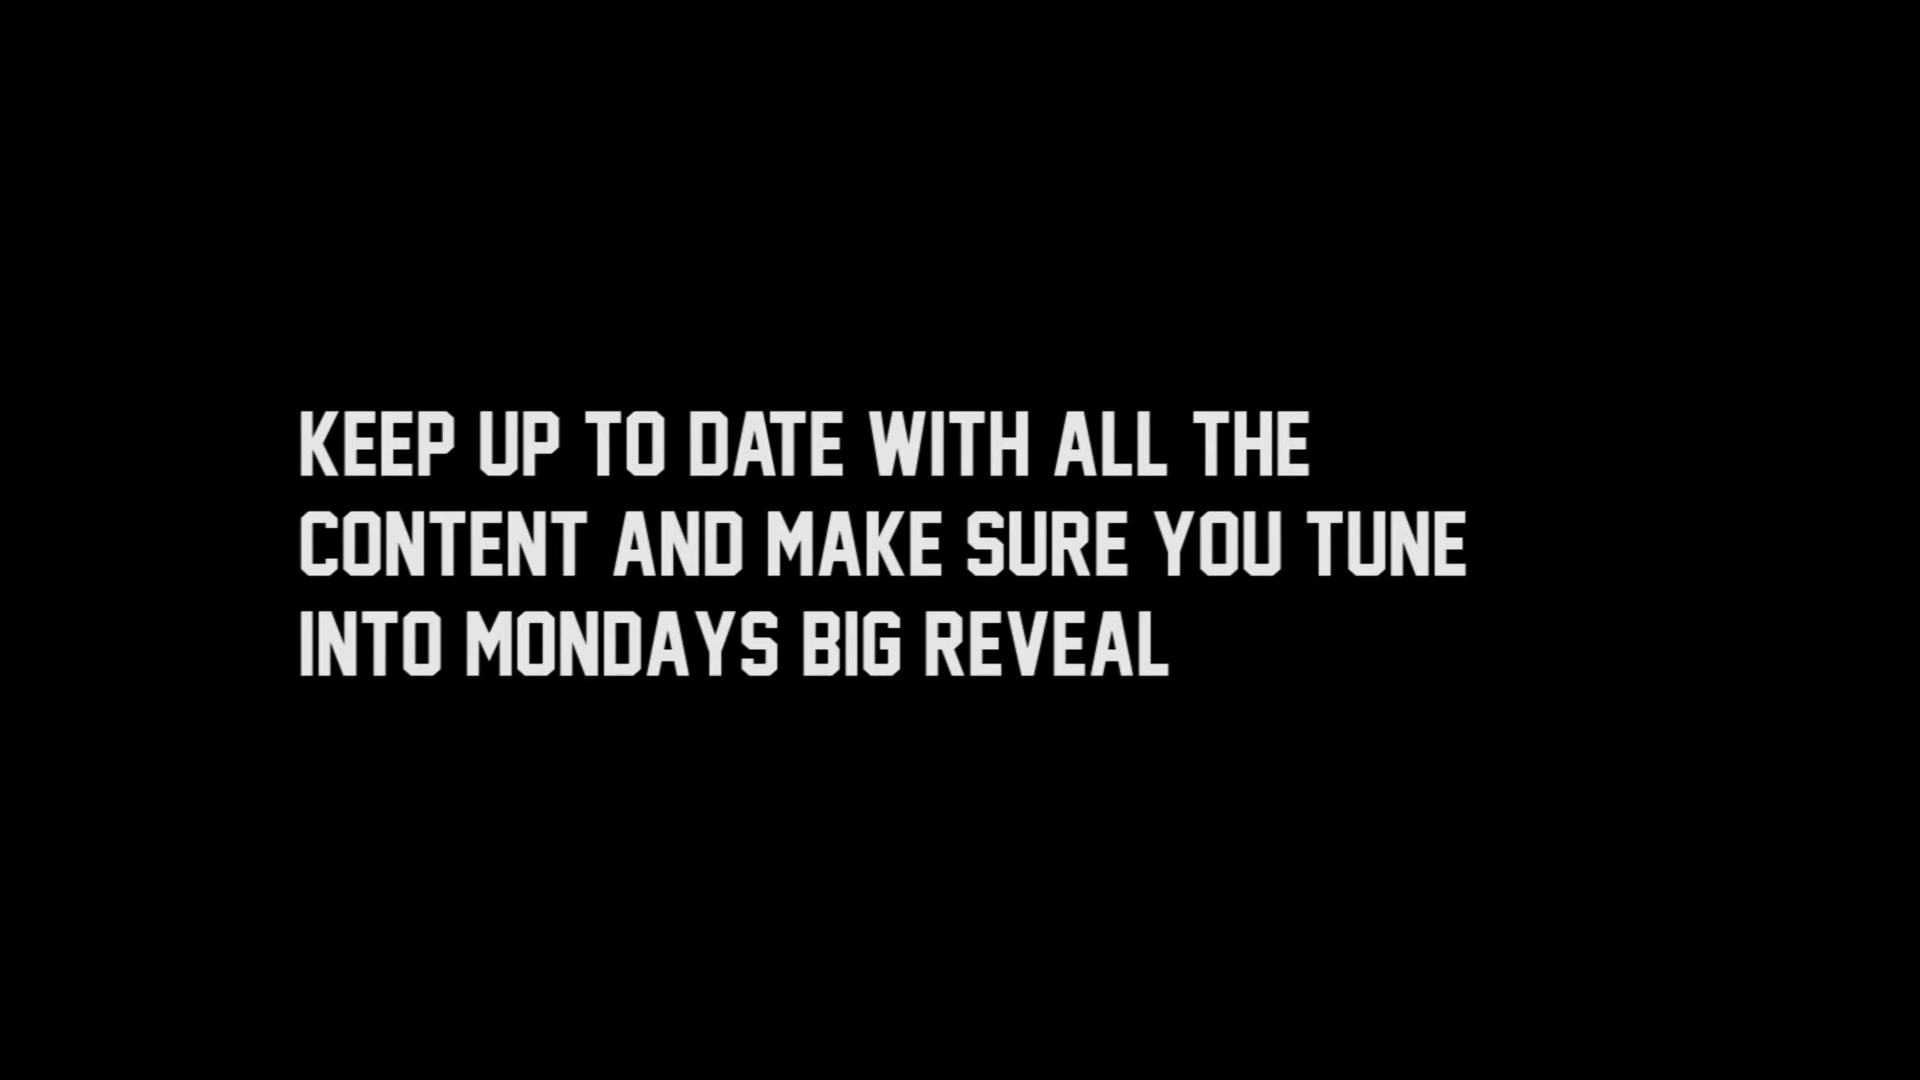 KEEP UP TO DATE WITH ALL THE
CONTENT AND MAKE SURE YOU TUNE
INTO MONDAYS BIG REVEAL